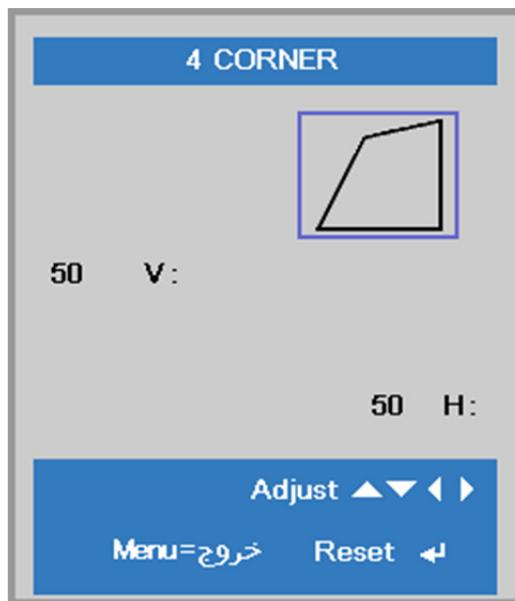 4 CORNER
50 V:
50 H:
Adjust
Menu=خروج Reset